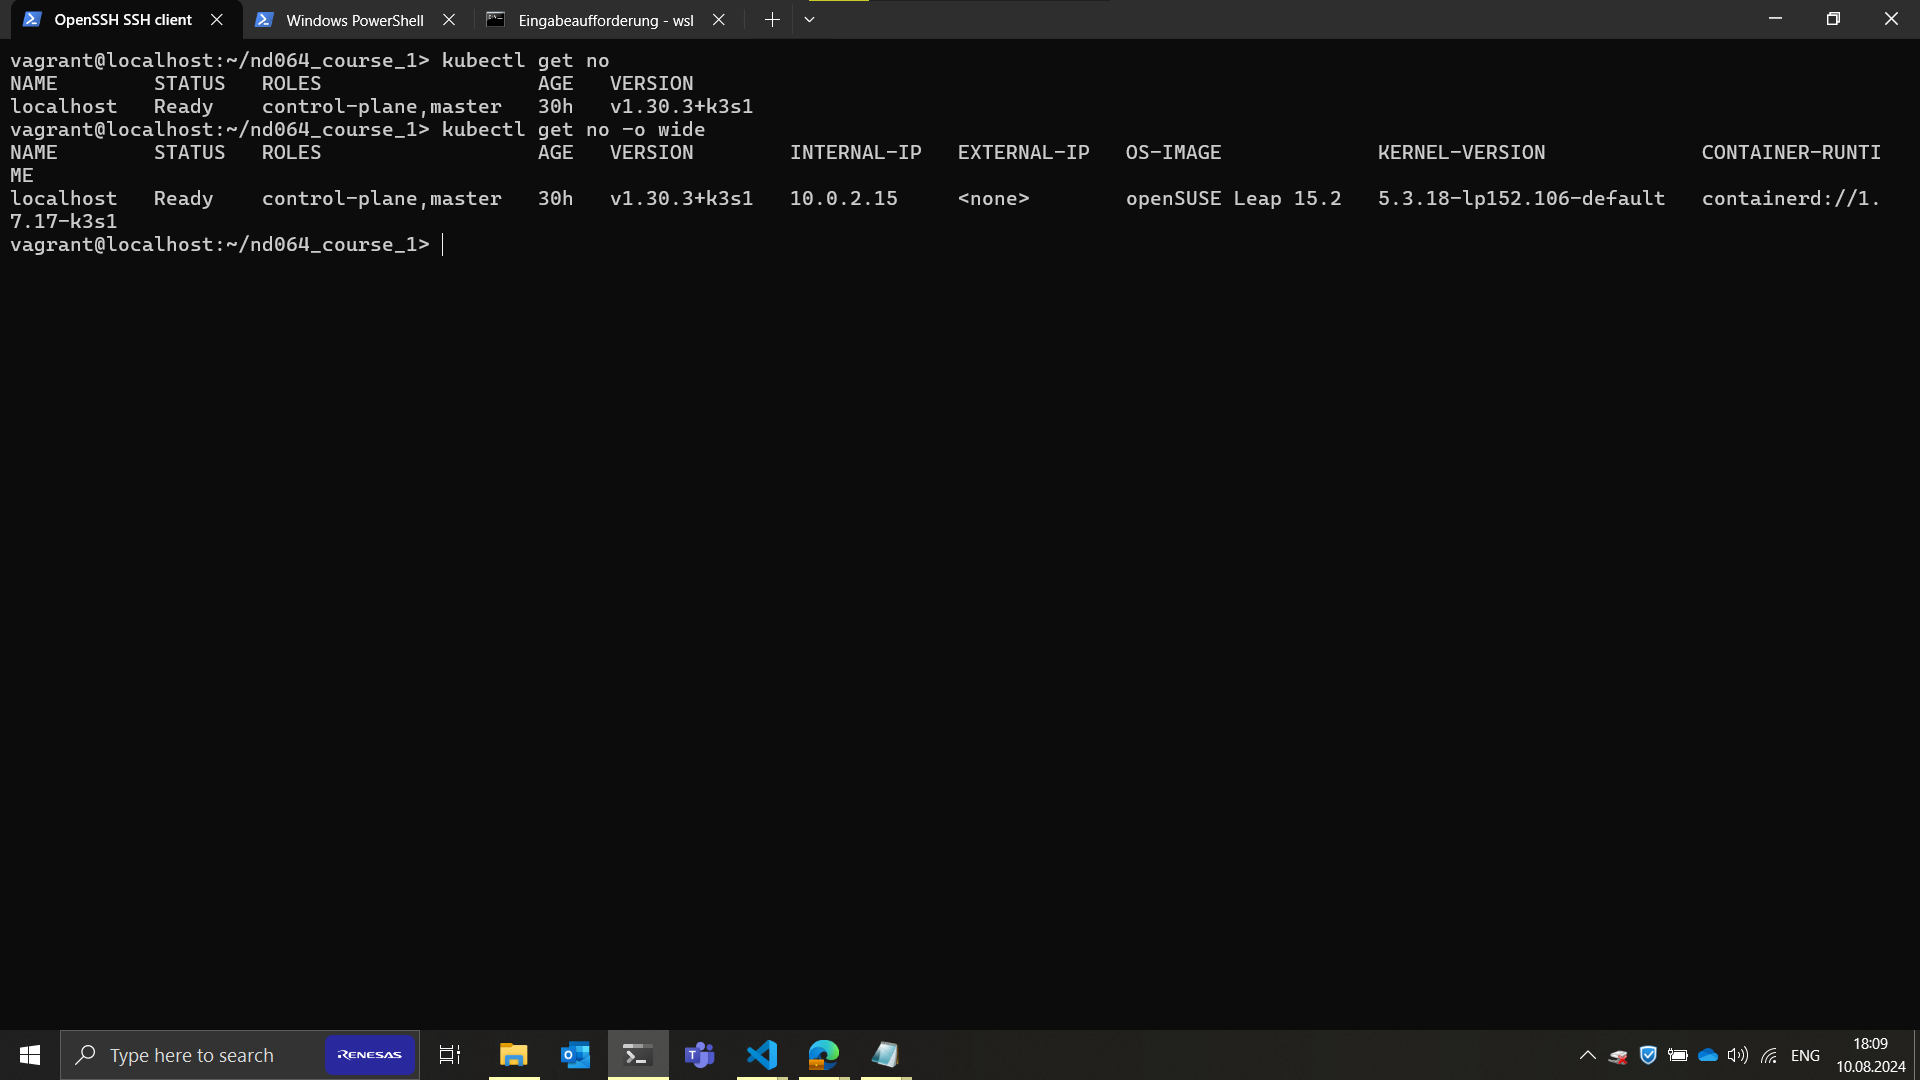 OpenSSH SSH client Windows PowerShell Eingabeaufforderung - wsl
vagrant@localhost:~/nd064_course_1> kubectl get no
NAME        STATUS   ROLES                  AGE   VERSION
localhost   Ready    control-plane,master   30h   v1.30.3+k3s1
vagrant@localhost:~/nd064_course_1> kubectl get no -o wide
NAME        STATUS   ROLES                  AGE   VERSION        INTERNAL-IP   EXTERNAL-IP   OS-IMAGE             KERNEL-VERSION             CONTAINER-RUNTI
ME
localhost   Ready    control-plane,master   30h   v1.30.3+k3s1   10.0.2.15     <none>        openSUSE Leap 15.2   5.3.18-lp152.106-default   containerd://1.
7.17-k3s1
vagrant@localhost:~/nd064_course_1>
Type here to search RENESAS ENG 18:09
10.08.2024